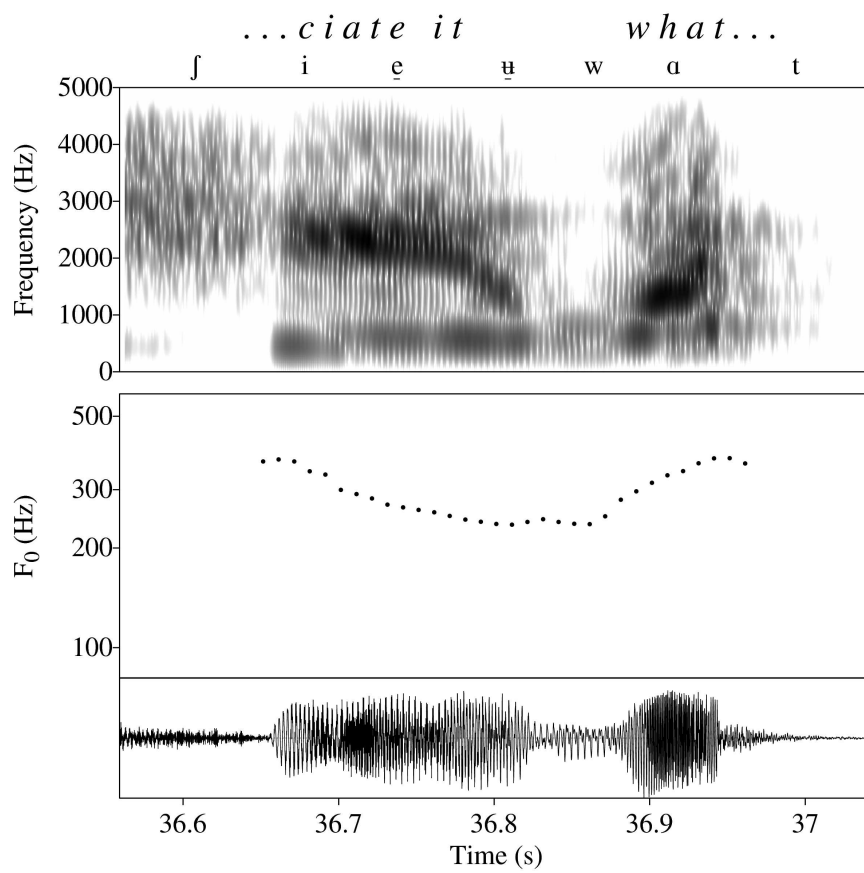 ...ciate it what...
ʃ i e̱ ʉ̱ w ɑ t
5000
4000
3000
2000
1000
0
Frequency (Hz)
500
300
200
100
F₀ (Hz)
36.6 36.7 36.8 36.9 37
Time (s)